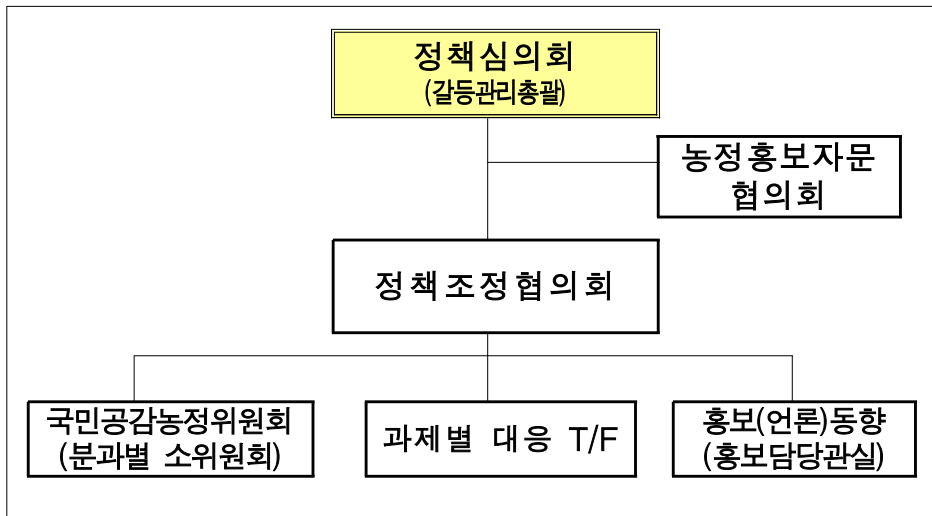 정책심의회
(갈등관리총괄)
농정홍보자문
협의회
정책조정협의회
국민공감농정위원회
(분과별 소위원회)
과제별 대응 T/F
홍보(언론)동향
(홍보담당관실)